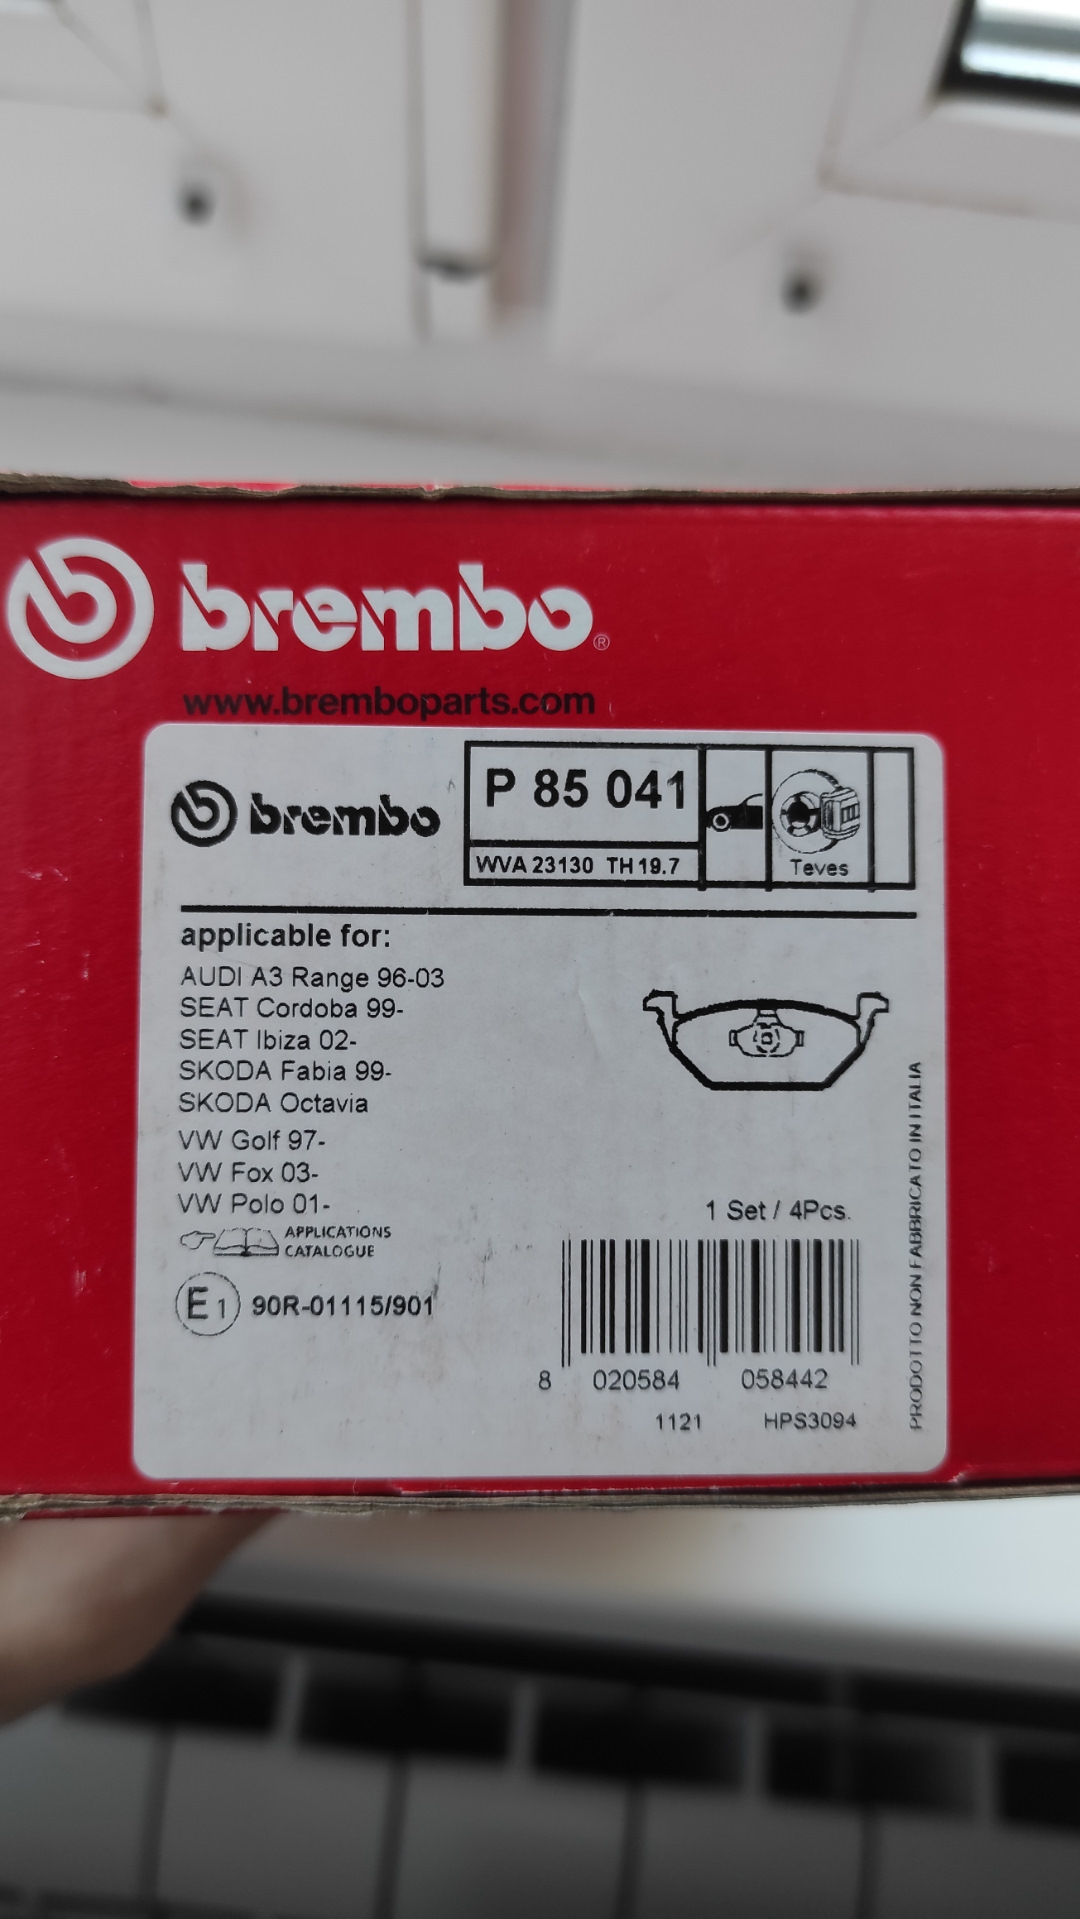 brembo®
www.bremboparts.com
brembo
P 85 041
WVA 23130 TH 19.7
Teves
applicable for:
AUDI A3 Range 96-03
SEAT Cordoba 99-
SEAT Ibiza 02-
SKODA Fabia 99-
SKODA Octavia
VW Golf 97-
VW Fox 03-
VW Polo 01-
APPLICATIONS
CATALOGUE
E1 90R-01115/901
1 Set / 4Pcs.
8 020584 058442
1121 HPS3094
PRODOTTO NON FABBRICATO IN ITALIA